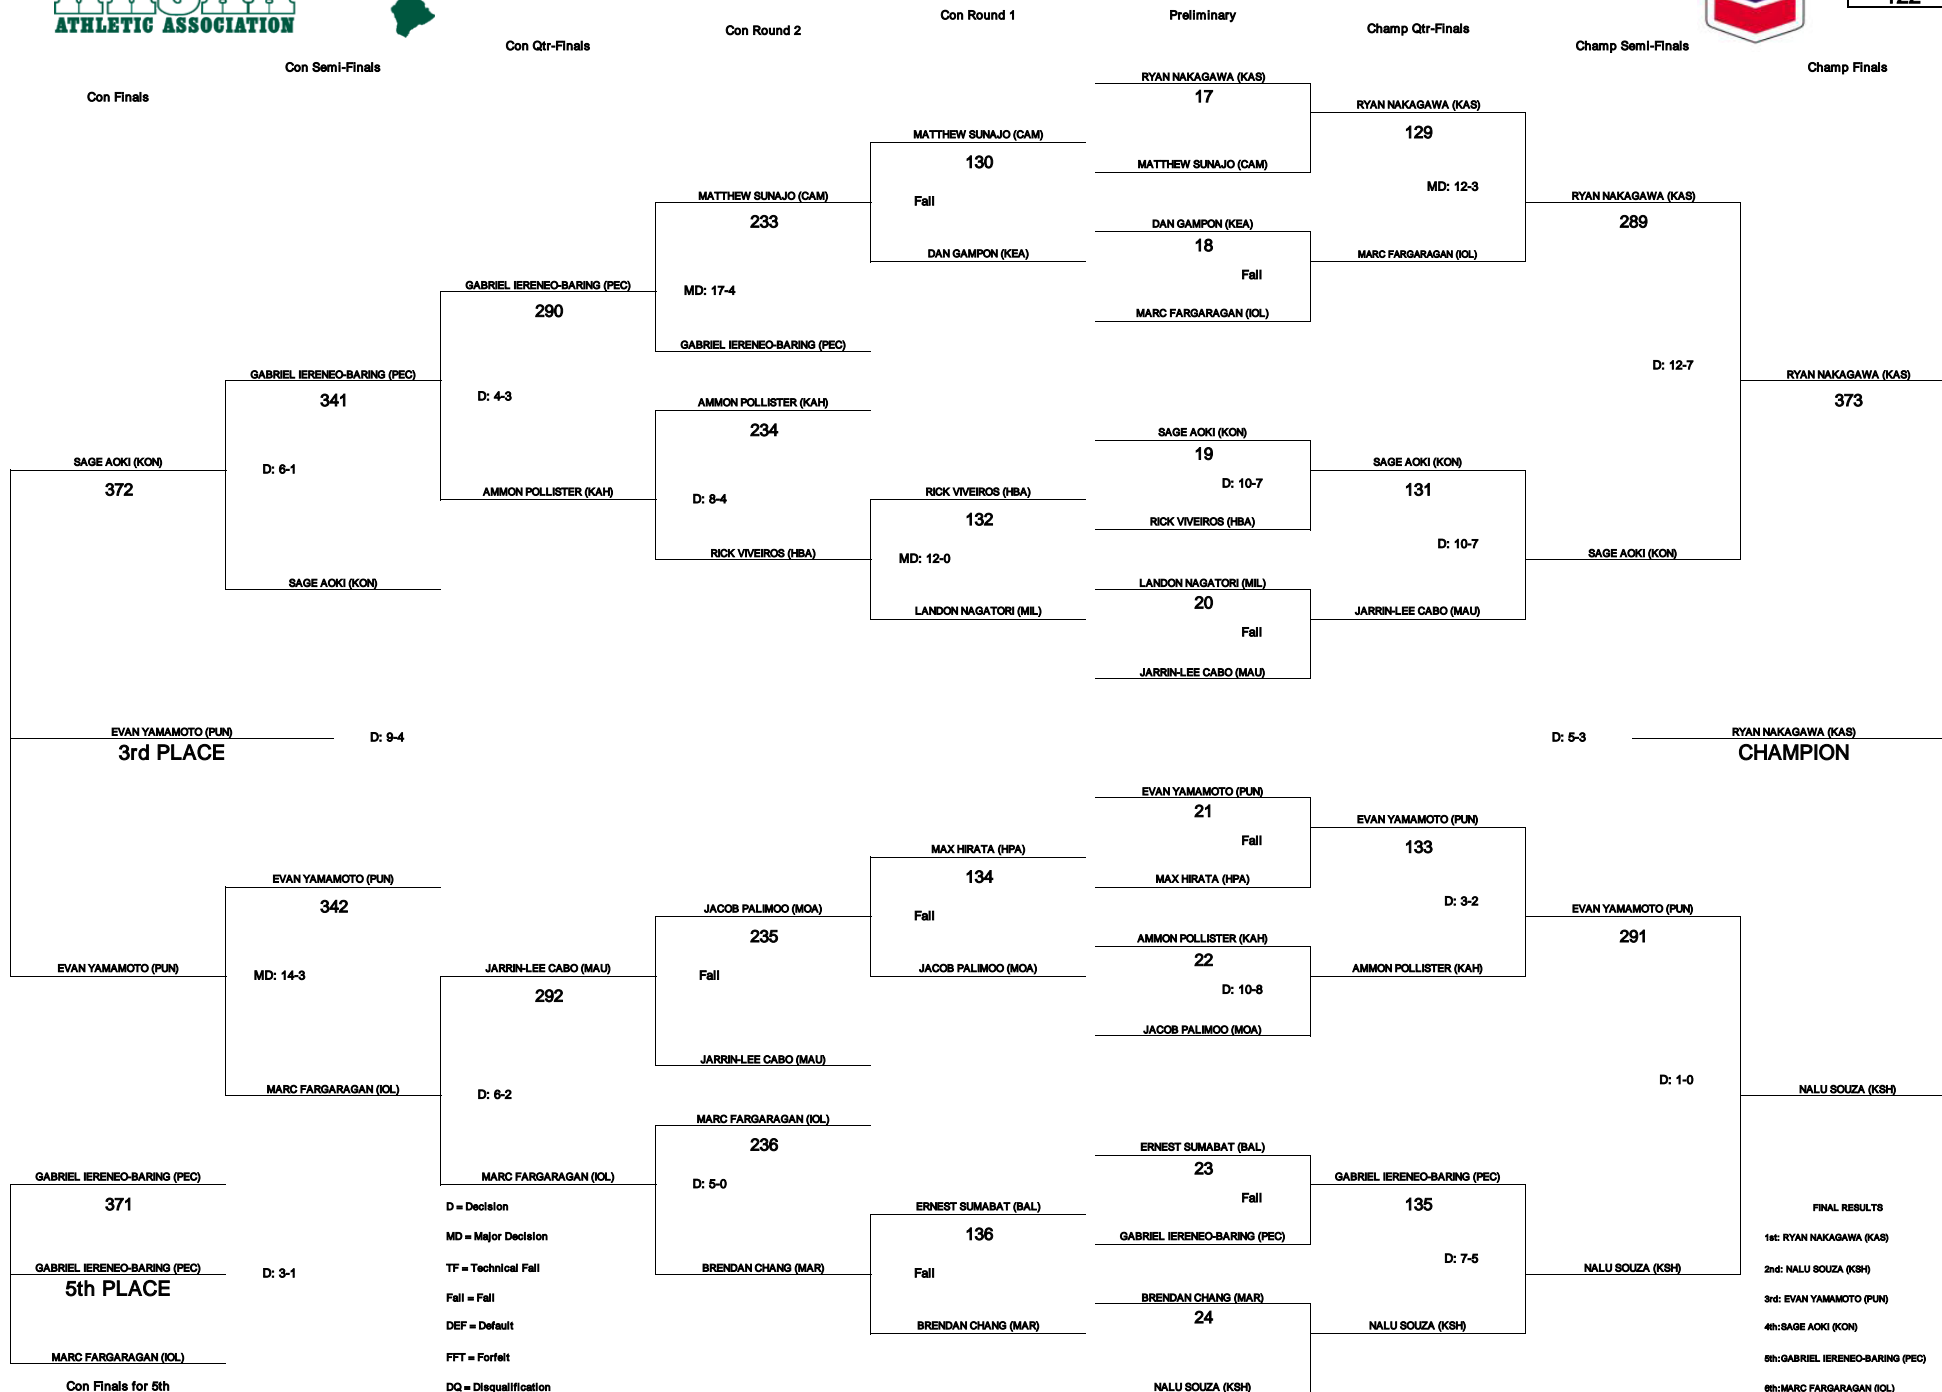 ATHLETIC ASSOCIATION
Con Finals
Con Semi-Finals
Con Qtr-Finals
Con Round 2
Con Round 1
Preliminary
Champ Qtr-Finals
Champ Semi-Finals
Champ Finals
RYAN NAKAGAWA (KAS)
17
MATTHEW SUNAJO (CAM)
DAN GAMPON (KEA)
18
Fall
MARC FARGARAGAN (IOL)
SAGE AOKI (KON)
19
D: 10-7
RICK VIVEIROS (HBA)
LANDON NAGATORI (MIL)
20
Fall
JARRIN-LEE CABO (MAU)
EVAN YAMAMOTO (PUN)
21
Fall
MAX HIRATA (HPA)
AMMON POLLISTER (KAH)
22
D: 10-8
JACOB PALIMOO (MOA)
ERNEST SUMABAT (BAL)
23
Fall
GABRIEL IERENEO-BARING (PEC)
BRENDAN CHANG (MAR)
24
NALU SOUZA (KSH)
RYAN NAKAGAWA (KAS)
129
MD: 12-3
MARC FARGARAGAN (IOL)
SAGE AOKI (KON)
131
D: 10-7
JARRIN-LEE CABO (MAU)
EVAN YAMAMOTO (PUN)
133
D: 3-2
AMMON POLLISTER (KAH)
GABRIEL IERENEO-BARING (PEC)
135
D: 7-5
NALU SOUZA (KSH)
RYAN NAKAGAWA (KAS)
289
D: 12-7
SAGE AOKI (KON)
EVAN YAMAMOTO (PUN)
291
D: 1-0
NALU SOUZA (KSH)
RYAN NAKAGAWA (KAS)
373
D: 5-3
RYAN NAKAGAWA (KAS)
CHAMPION
NALU SOUZA (KSH)
MATTHEW SUNAJO (CAM)
130
Fall
DAN GAMPON (KEA)
RICK VIVEIROS (HBA)
132
MD: 12-0
LANDON NAGATORI (MIL)
MAX HIRATA (HPA)
134
Fall
JACOB PALIMOO (MOA)
ERNEST SUMABAT (BAL)
136
Fall
BRENDAN CHANG (MAR)
MATTHEW SUNAJO (CAM)
233
MD: 17-4
GABRIEL IERENEO-BARING (PEC)
AMMON POLLISTER (KAH)
234
D: 8-4
RICK VIVEIROS (HBA)
JACOB PALIMOO (MOA)
235
Fall
JARRIN-LEE CABO (MAU)
MARC FARGARAGAN (IOL)
236
D: 5-0
BRENDAN CHANG (MAR)
GABRIEL IERENEO-BARING (PEC)
290
D: 4-3
AMMON POLLISTER (KAH)
JARRIN-LEE CABO (MAU)
292
D: 6-2
MARC FARGARAGAN (IOL)
GABRIEL IERENEO-BARING (PEC)
341
D: 6-1
SAGE AOKI (KON)
EVAN YAMAMOTO (PUN)
342
MD: 14-3
MARC FARGARAGAN (IOL)
SAGE AOKI (KON)
372
EVAN YAMAMOTO (PUN)
D: 9-4
3rd PLACE
EVAN YAMAMOTO (PUN)
GABRIEL IERENEO-BARING (PEC)
371
GABRIEL IERENEO-BARING (PEC)
D: 3-1
5th PLACE
MARC FARGARAGAN (IOL)
Con Finals for 5th
D = Decision
MD = Major Decision
TF = Technical Fall
Fall = Fall
DEF = Default
FFT = Forfeit
DQ = Disqualification
FINAL RESULTS
1st: RYAN NAKAGAWA (KAS)
2nd: NALU SOUZA (KSH)
3rd: EVAN YAMAMOTO (PUN)
4th:SAGE AOKI (KON)
5th:GABRIEL IERENEO-BARING (PEC)
6th:MARC FARGARAGAN (IOL)